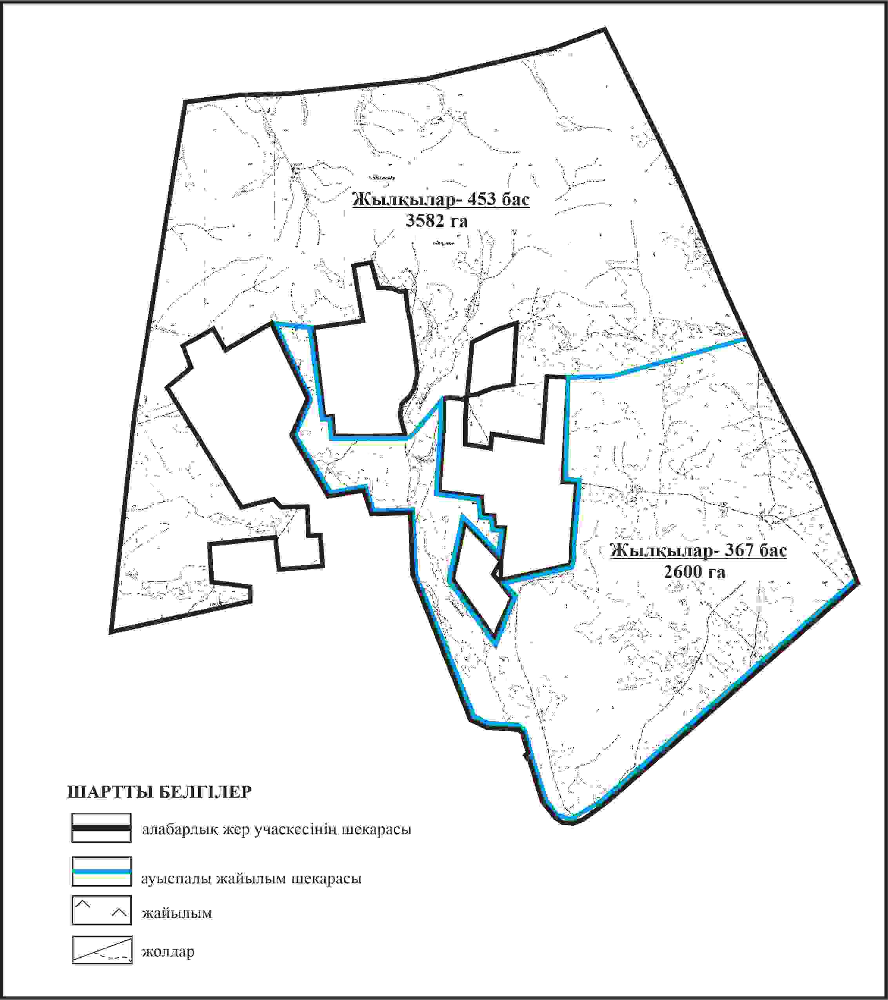 Жылқылар- 453 бас
3582 га
Жылқылар- 367 бас
2600 га
ШАРТТЫ БЕЛГІЛЕР
алабарлық жер учаскесінің шекарасы
ауыспалы жайылым шекарасы
жайылым
жолдар